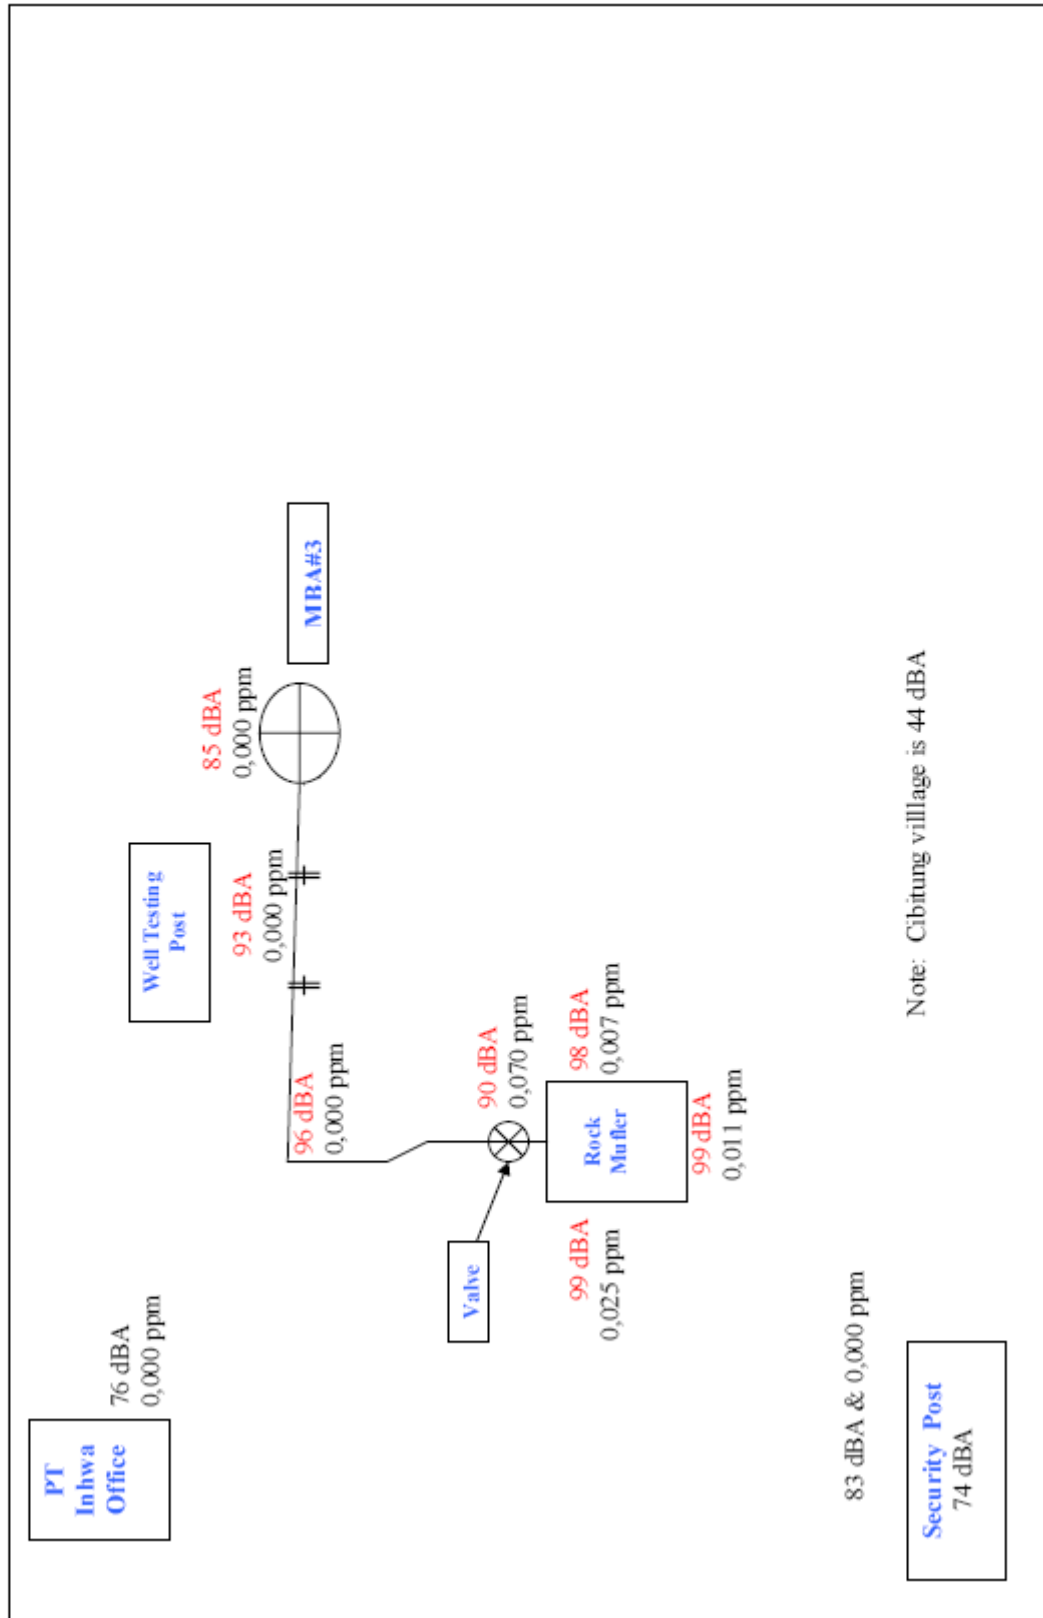 PT
Inhwa
Office
76 dBA
0,000 ppm
Well Testing
Post
85 dBA
0,000 ppm
93 dBA
0,000 ppm
MBA#3
96 dBA
0,000 ppm
Valve
90 dBA
0,070 ppm
Rock
Mufler
98 dBA
0,007 ppm
99 dBA
0,025 ppm
99 dBA
0,011 ppm
83 dBA & 0,000 ppm
Security Post
74 dBA
Note: Cibitung villlage is 44 dBA